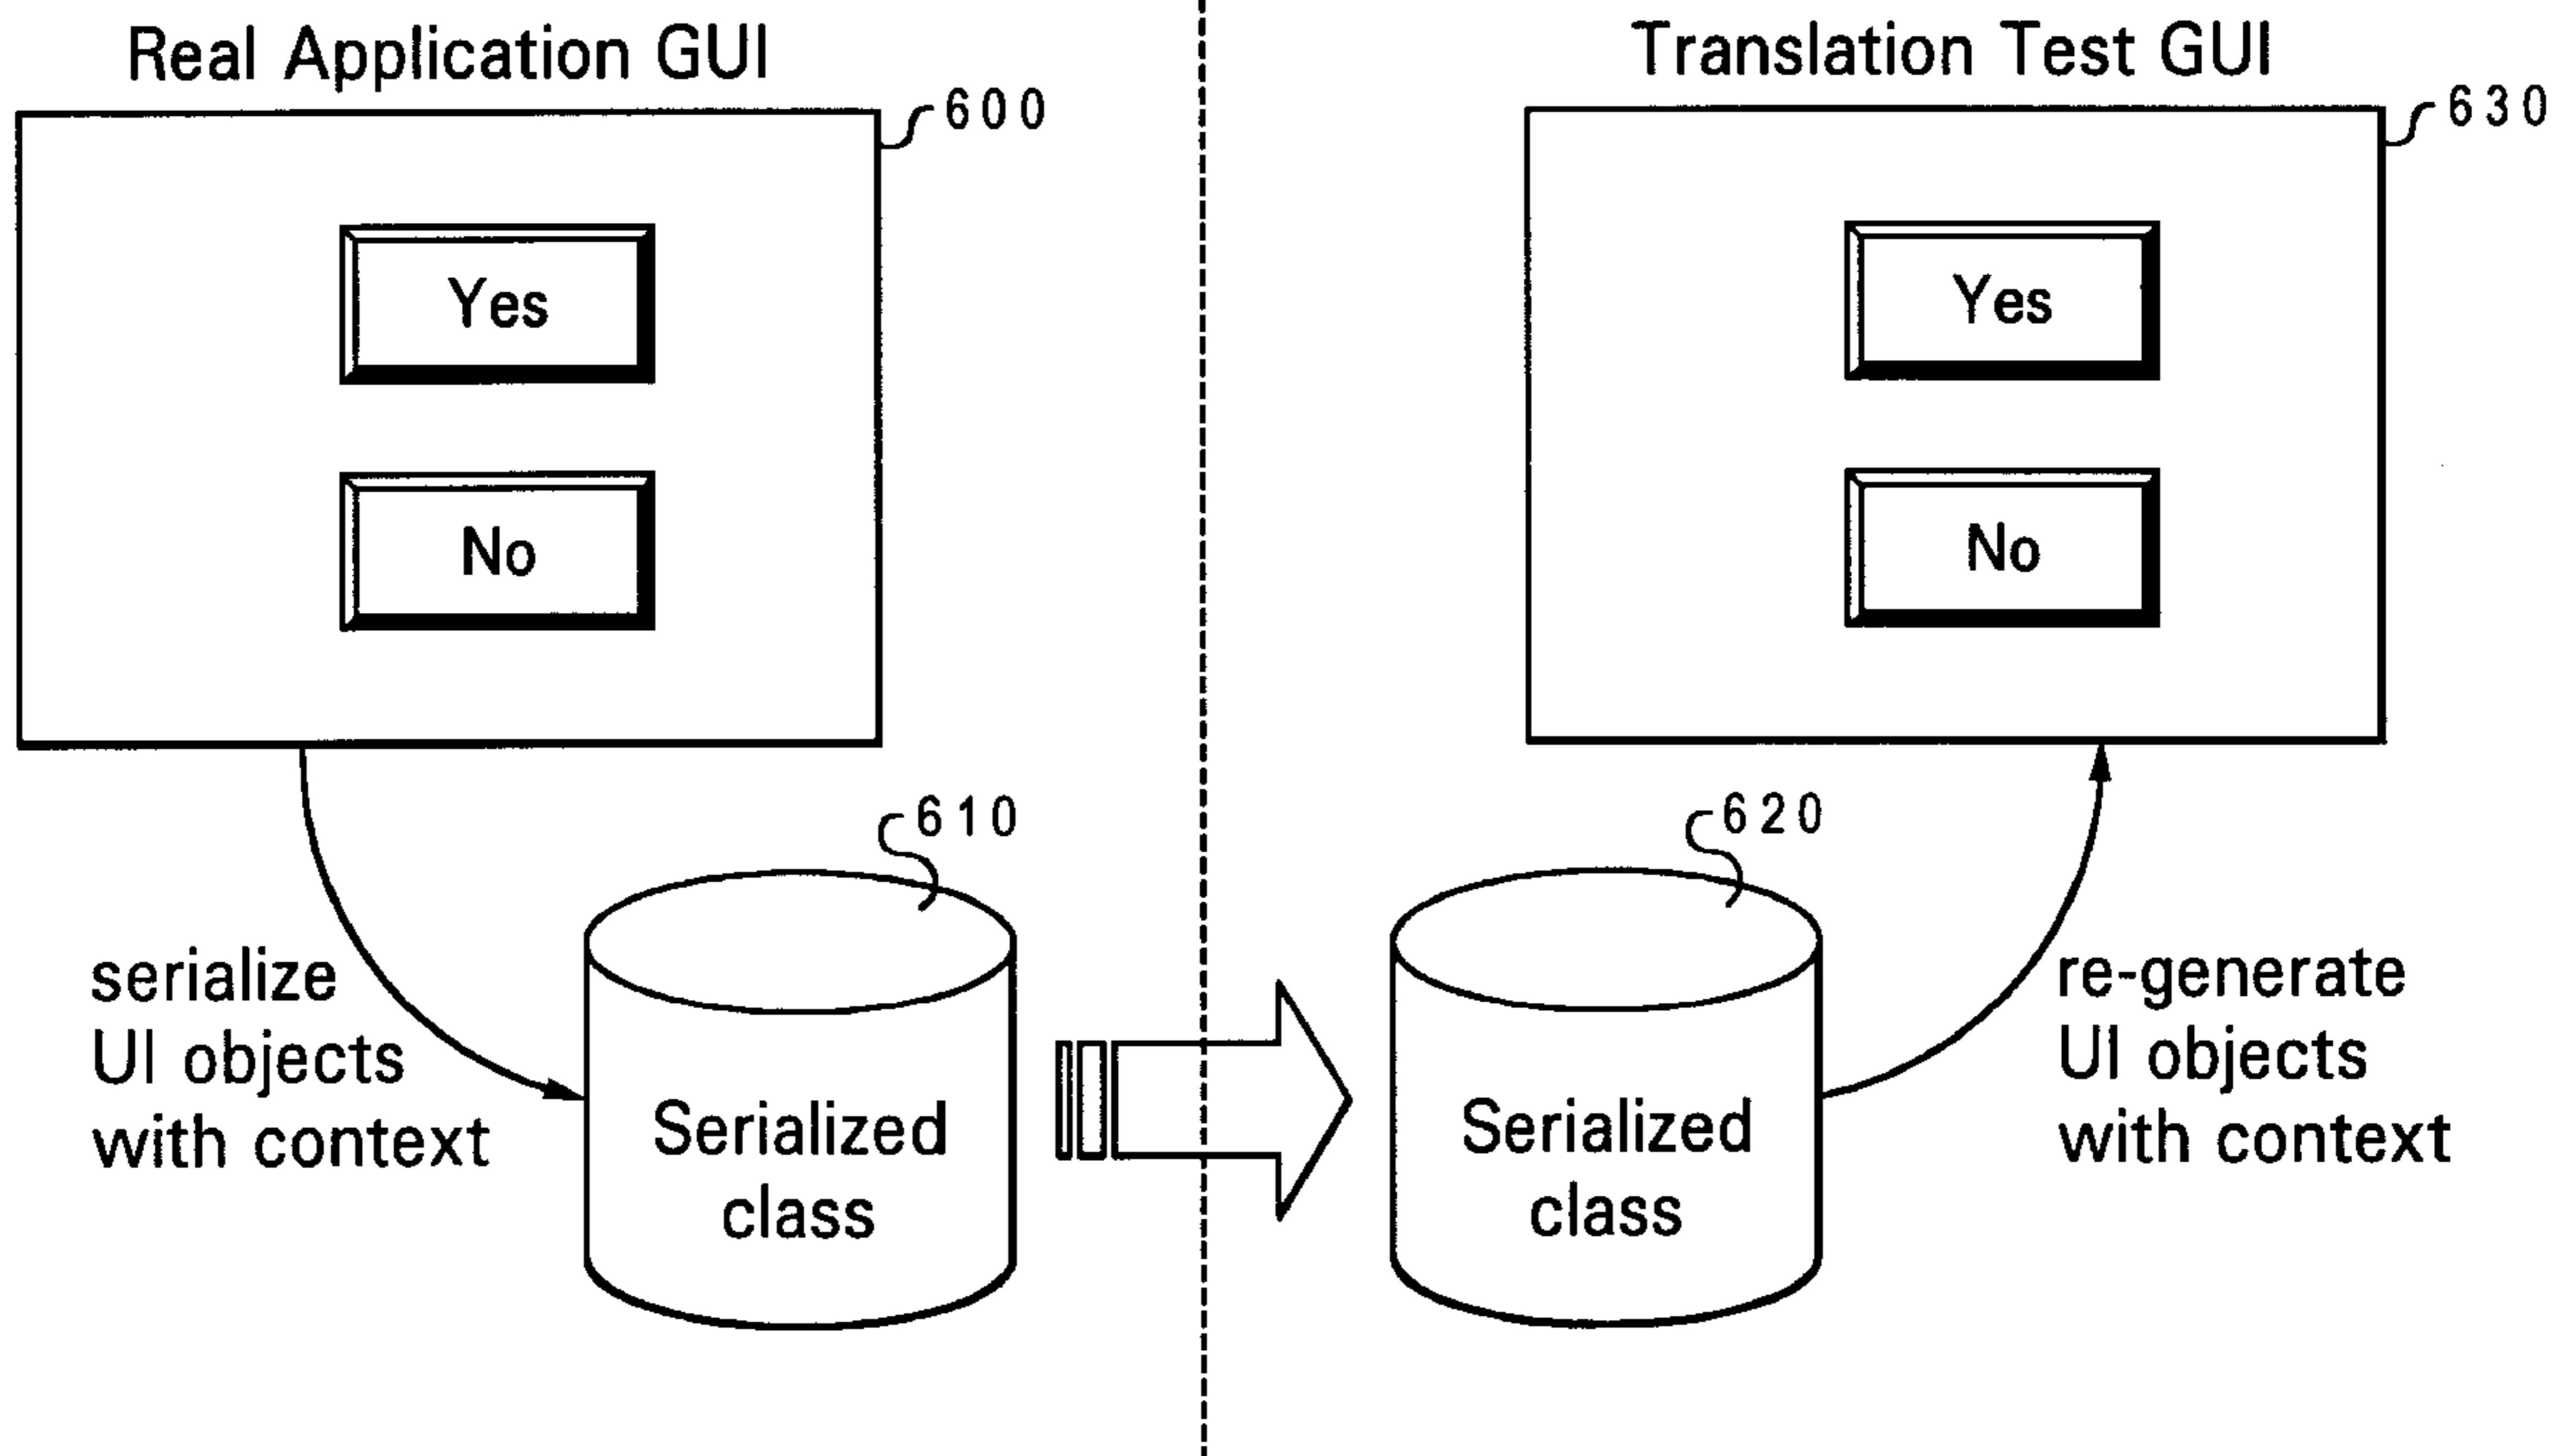 Real Application GUI
600
Yes
No
serialize
UI objects
with context
610
Serialized
class
Translation Test GUI
630
Yes
No
620
Serialized
class
re-generate
UI objects
with context